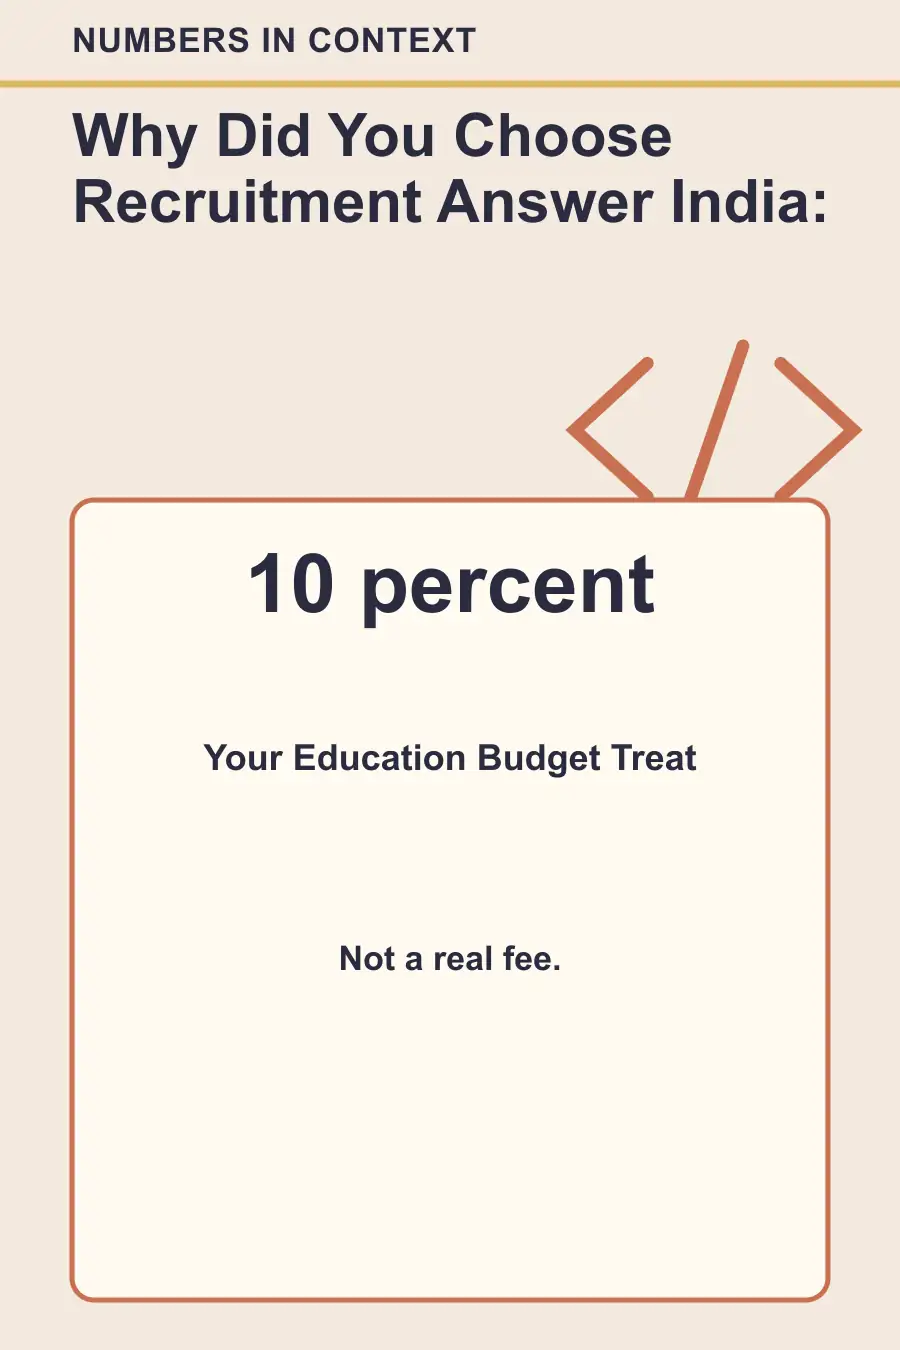 NUMBERS IN CONTEXT
Why Did You Choose
Recruitment Answer India:
10 percent
Your Education Budget Treat
Not a real fee.